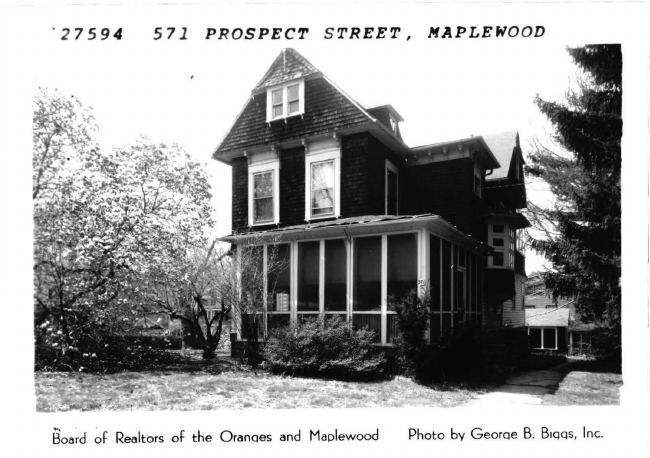 27594 571 PROSPECT STREET, MAPLEWOOD
Board of Realtors of the Oranges and Maplewood Photo by George B. Biggs, Inc.